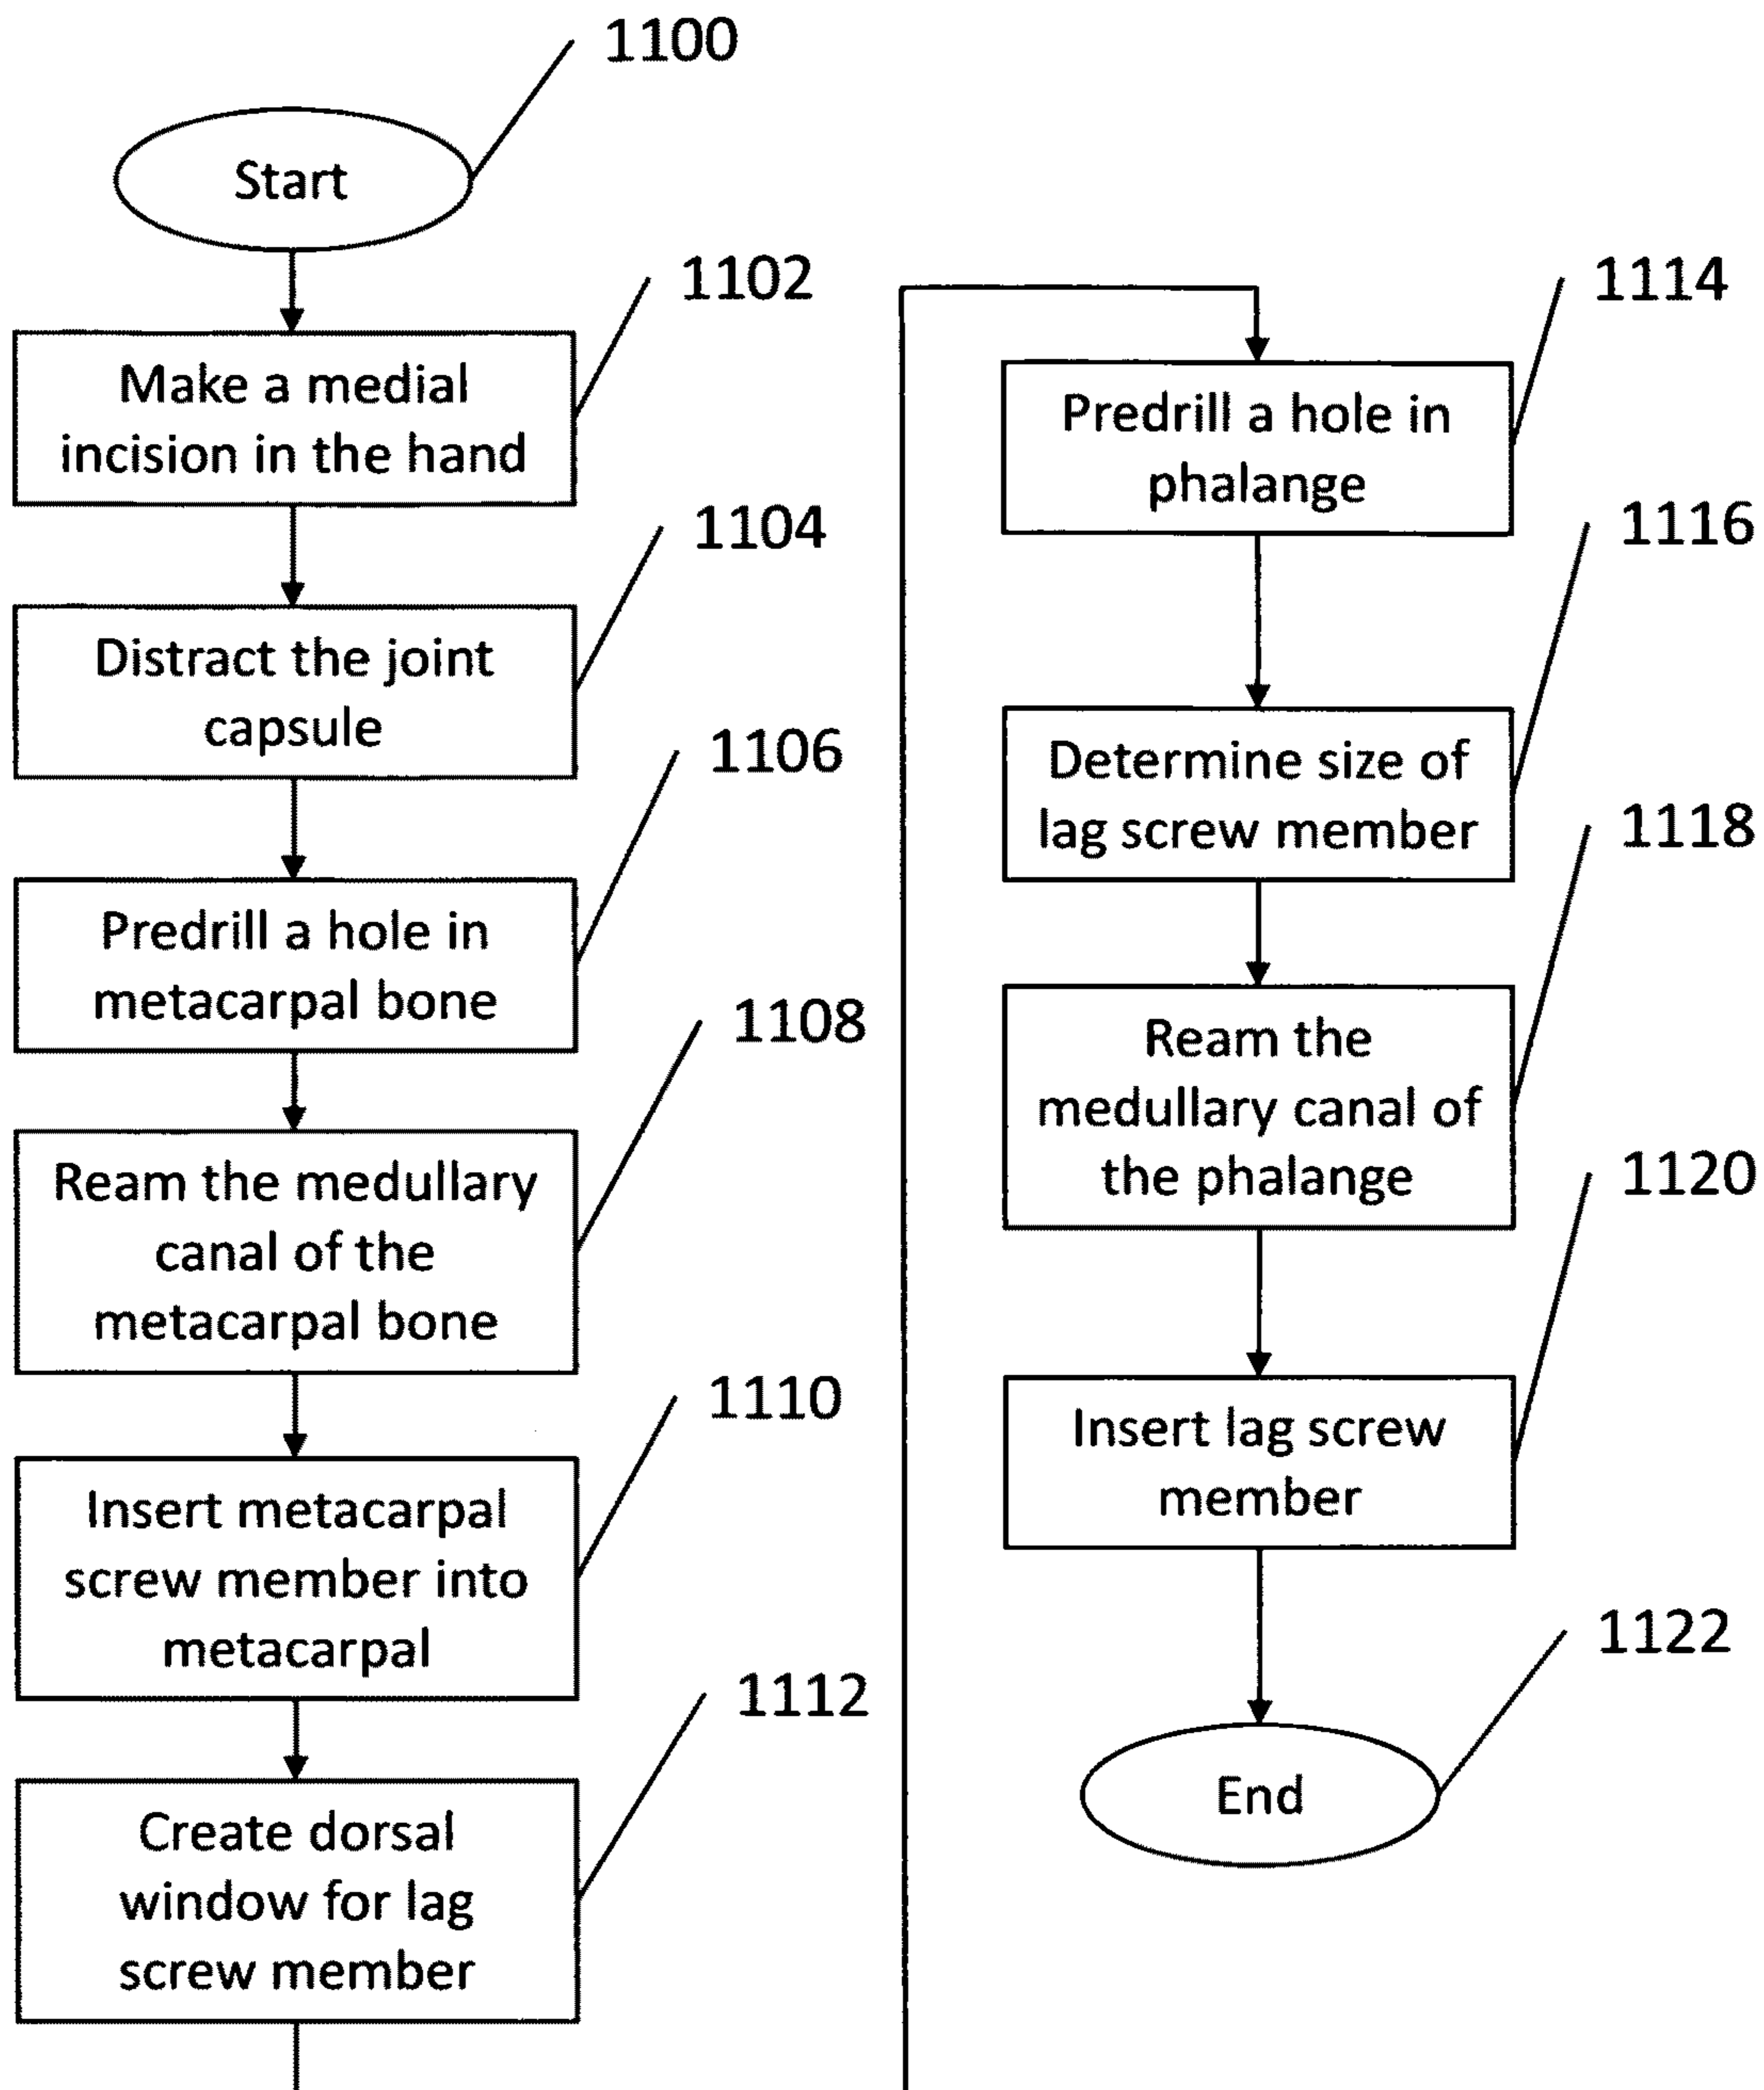 1100
Start
1102
Make a medial
incision in the hand
1104
Distract the joint
capsule
1106
Predrill a hole in
metacarpal bone
1108
Ream the medullary
canal of the
metacarpal bone
1110
Insert metacarpal
screw member into
metacarpal
1112
Create dorsal
window for lag
screw member
1114
Predrill a hole in
phalange
1116
Determine size of
lag screw member
1118
Ream the
medullary canal of
the phalange
1120
Insert lag screw
member
1122
End